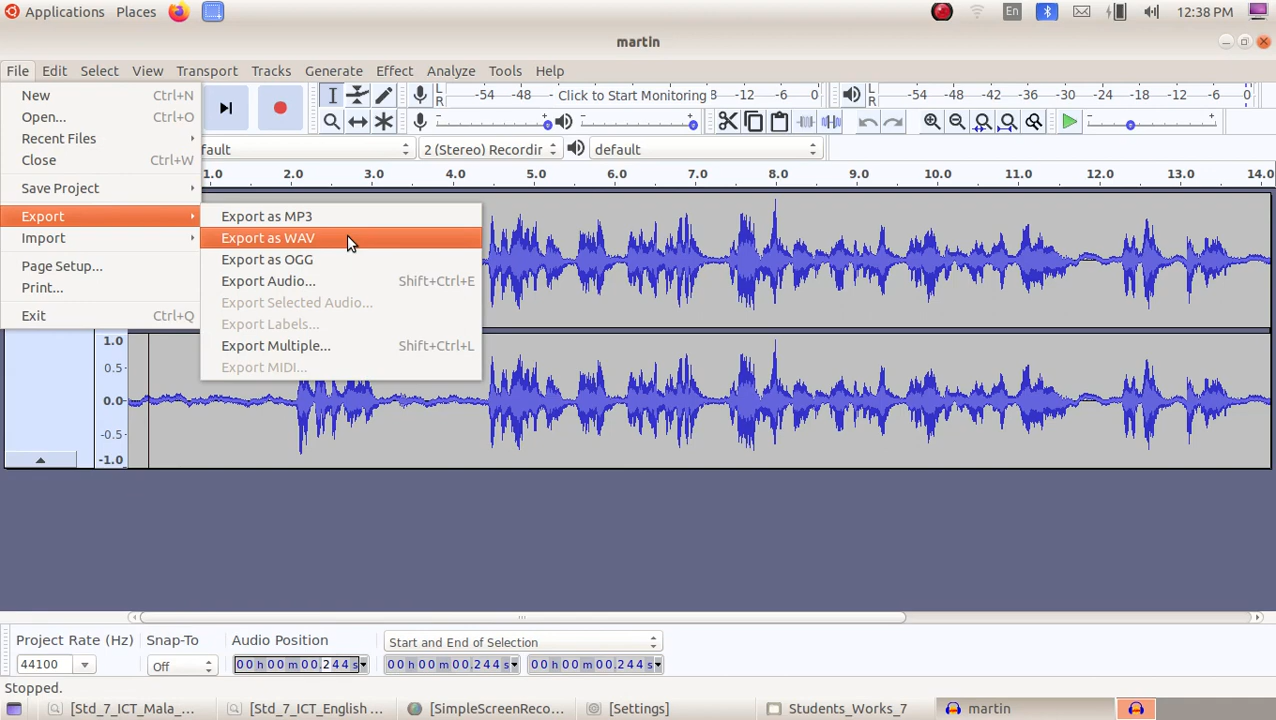 Applications Places En 12:38 PM
martin
File Edit Select View Transport Tracks Generate Effect Analyze Tools Help
New Ctrl+N
Open... Ctrl+O
Recent Files
Close Ctrl+W
Save Project
Export
Import
Page Setup...
Print...
Exit Ctrl+Q
Export as MP3
Export as WAV
Export as OGG
Export Audio... Shift+Ctrl+E
Export Selected Audio...
Export Labels...
Export Multiple... Shift+Ctrl+L
Export MIDI...
L R -54 -48 Click to Start Monitoring -12 -6 0 L R -54 -48 -42 -36 -30 -24 -18 -12 -6 0
2 (Stereo) Recordir default
1.0 2.0 3.0 4.0 5.0 6.0 7.0 8.0 9.0 10.0 11.0 12.0 13.0 14.0
1.0
0.5
0.0
-0.5
-1.0
Project Rate (Hz) Snap-To Audio Position Start and End of Selection
44100 Off 00 h 00 m 00.244 s 00 h 00 m 00.244 s 00 h 00 m 00.244 s
Stopped.
[Std_7_ICT_Mala_... [Std_7_ICT_English ... [SimpleScreenReco... [Settings] Students_Works_7 martin